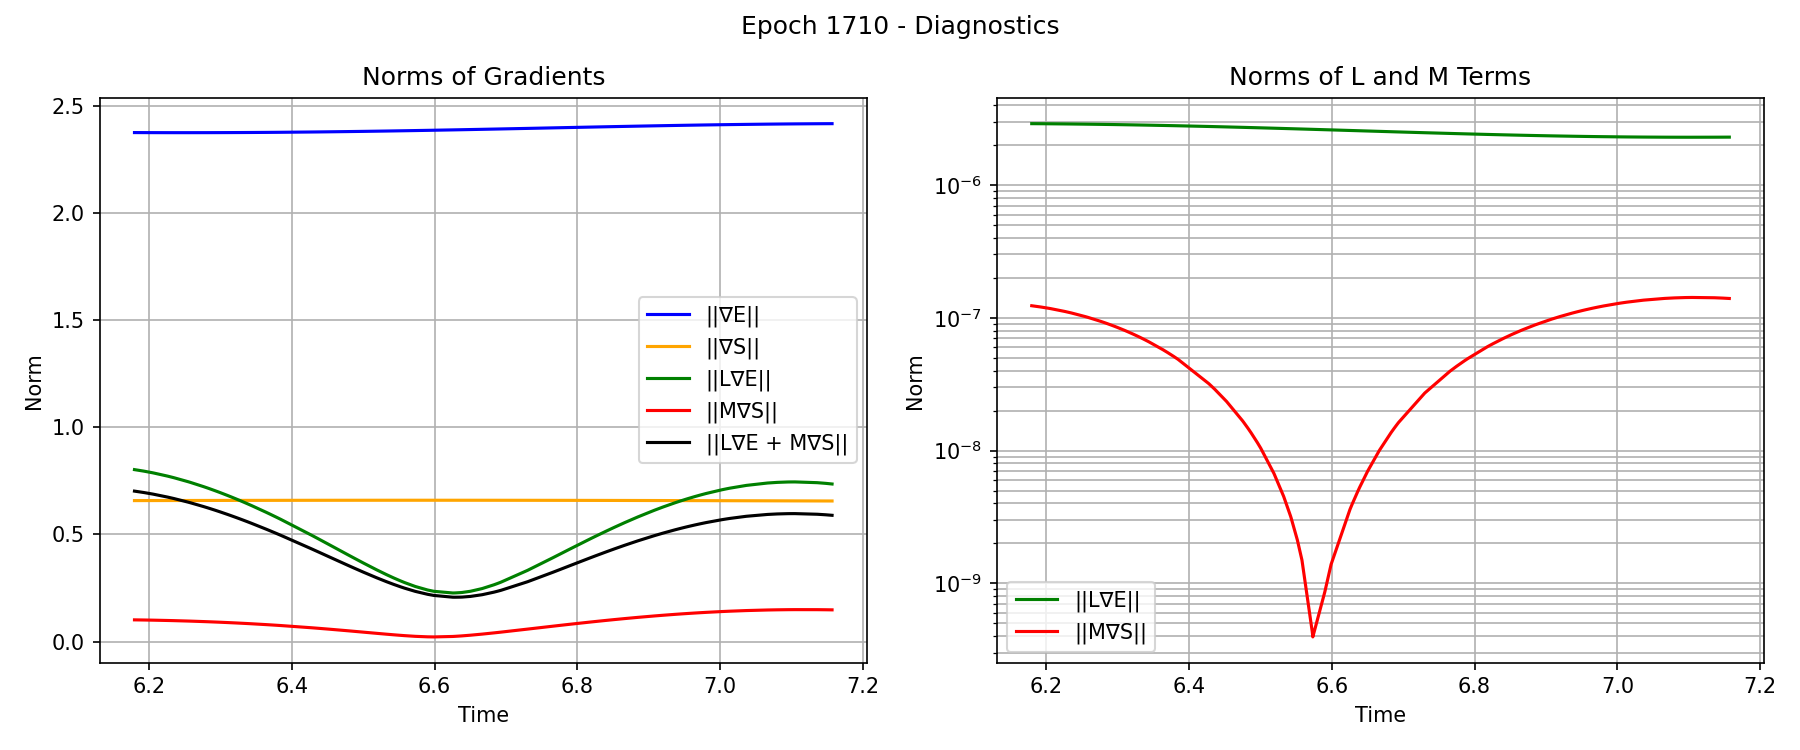 Epoch 1710 - Diagnostics
Norms of Gradients
2.5
2.0
1.5
1.0
0.5
0.0
Norm
||∇E||
||∇S||
||L∇E||
||M∇S||
||L∇E + M∇S||
6.2 6.4 6.6 6.8 7.0 7.2
Time
Norms of L and M Terms
10⁻⁶
10⁻⁷
10⁻⁸
10⁻⁹
Norm
||L∇E||
||M∇S||
6.2 6.4 6.6 6.8 7.0 7.2
Time